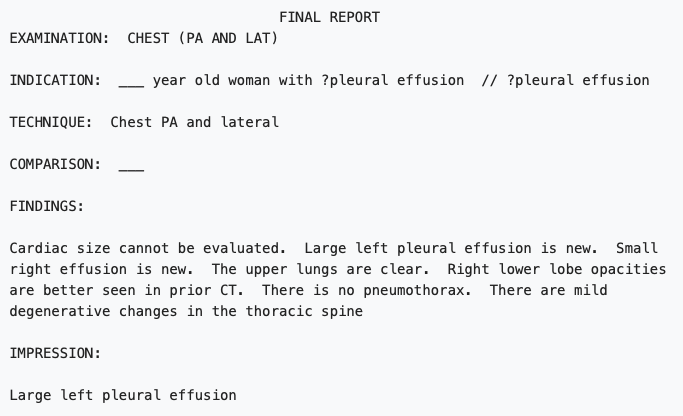 FINAL REPORT
EXAMINATION:  CHEST (PA AND LAT)
INDICATION:  ___ year old woman with ?pleural effusion  // ?pleural effusion
TECHNIQUE:  Chest PA and lateral
COMPARISON:  ___
FINDINGS:
Cardiac size cannot be evaluated.  Large left pleural effusion is new.  Small
right effusion is new.  The upper lungs are clear.  Right lower lobe opacities
are better seen in prior CT.  There is no pneumothorax.  There are mild
degenerative changes in the thoracic spine
IMPRESSION:
Large left pleural effusion